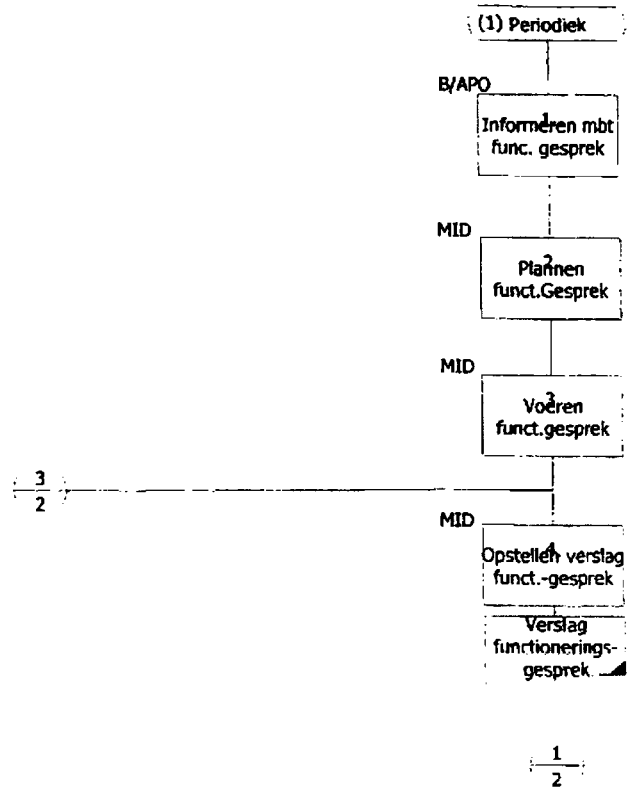 (1) Periodiek
B/APO
1
Informeren mbt
func. gesprek
MID
2
Plannen
funct.Gesprek
MID
3
Voeren
funct.gesprek
3
2
MID
4
Opstellen verslag
funct.-gesprek
Verslag
functionerings-
gesprek
1
2